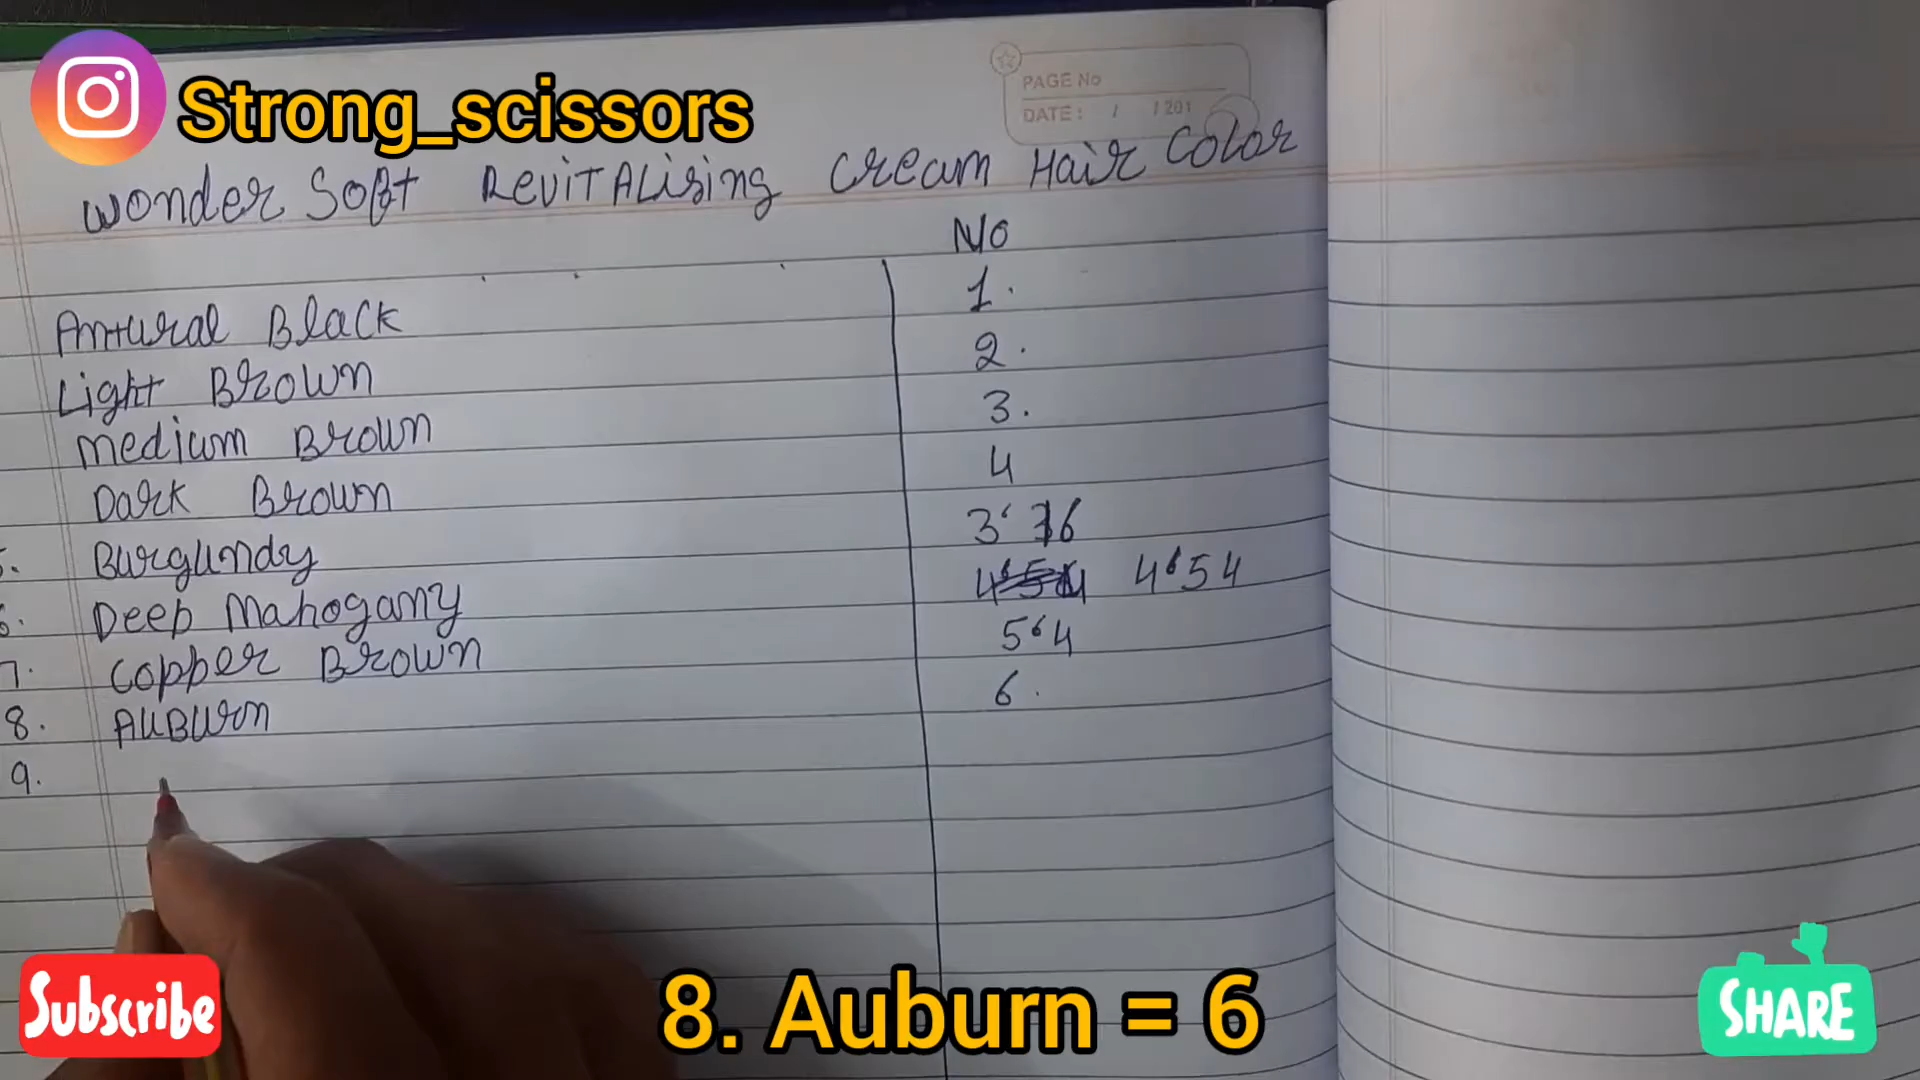 Strong_scissors
PAGE No
DATE : / / 201
Wonder Soft Revitalising Cream Hair Color
No
Antural Black 1.
Light Brown 2.
Medium Brown 3.
Dark Brown 4
5. Burgundy 3'16
6. Deep Mahogany 4'54
7. Copper Brown 5'4
8. AuBurn 6.
9.
Subscribe
8. Auburn = 6
SHARE